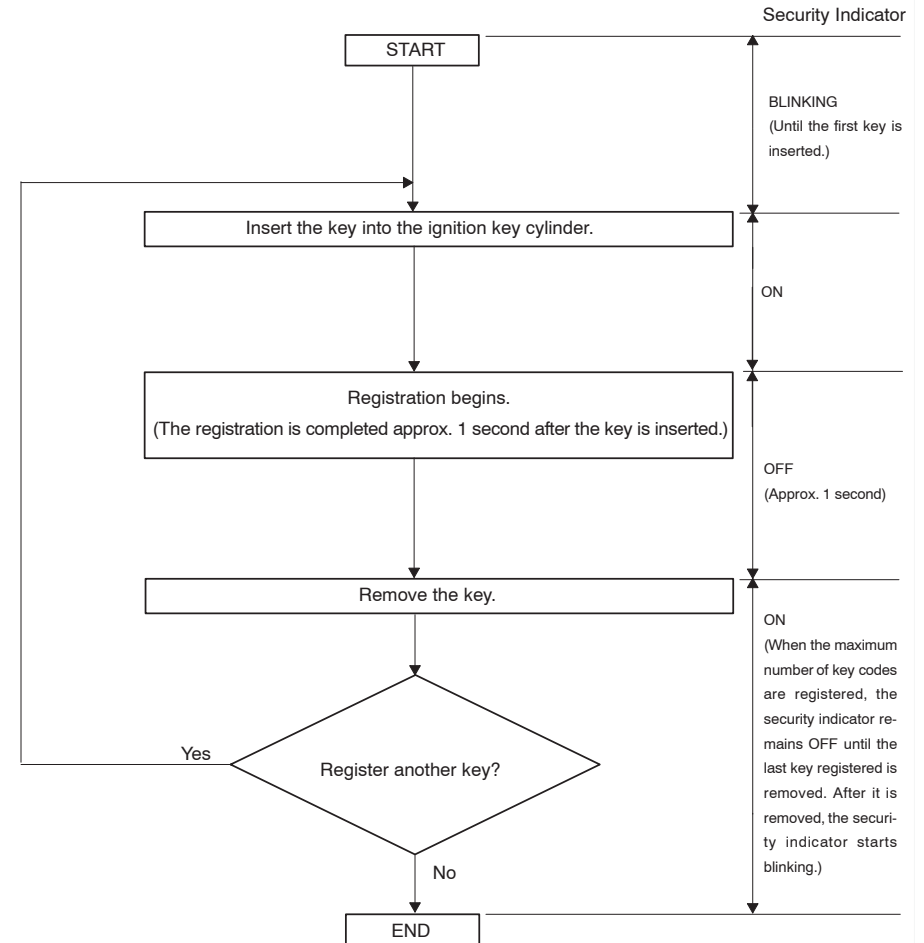 Security Indicator
START
BLINKING
(Until the first key is
inserted.)
Insert the key into the ignition key cylinder.
ON
Registration begins.
(The registration is completed approx. 1 second after the key is inserted.)
OFF
(Approx. 1 second)
Remove the key.
ON
(When the maximum
number of key codes
are registered, the
security indicator re-
mains OFF until the
last key registered is
removed. After it is
removed, the securi-
ty indicator starts
blinking.)
Yes
Register another key?
No
END